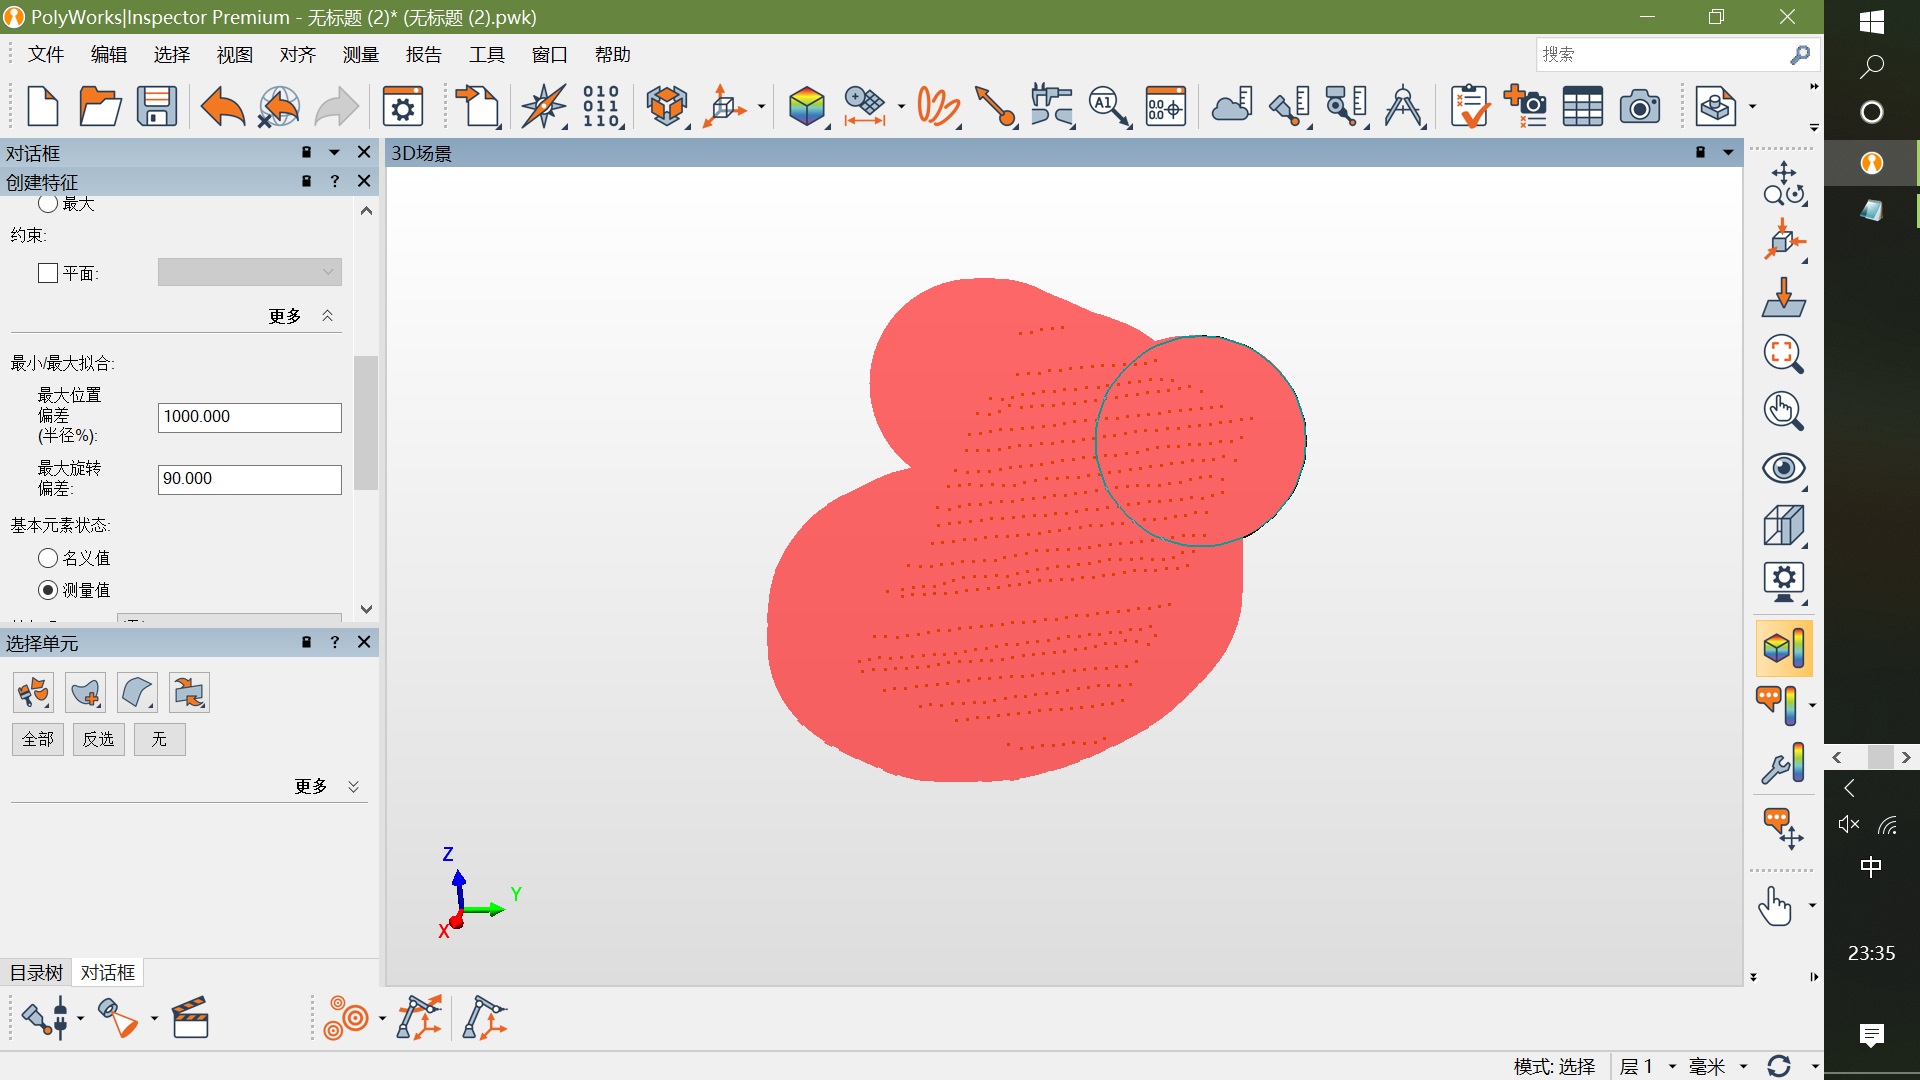 PolyWorks|Inspector Premium - 无标题 (2)* (无标题 (2).pwk)
文件 编辑 选择 视图 对齐 测量 报告 工具 窗口 帮助
搜索
010
011
110
A1
0.0
0.0
对话框
3D场景
创建特征
最大
约束:
平面:
更多
最小/最大拟合:
最大位置
偏差
(半径%):
1000.000
最大旋转
偏差:
90.000
基本元素状态:
名义值
测量值
选择单元
全部 反选 无
更多
Z
Y
X
目录树 对话框
中
23:35
模式: 选择 层 1 毫米